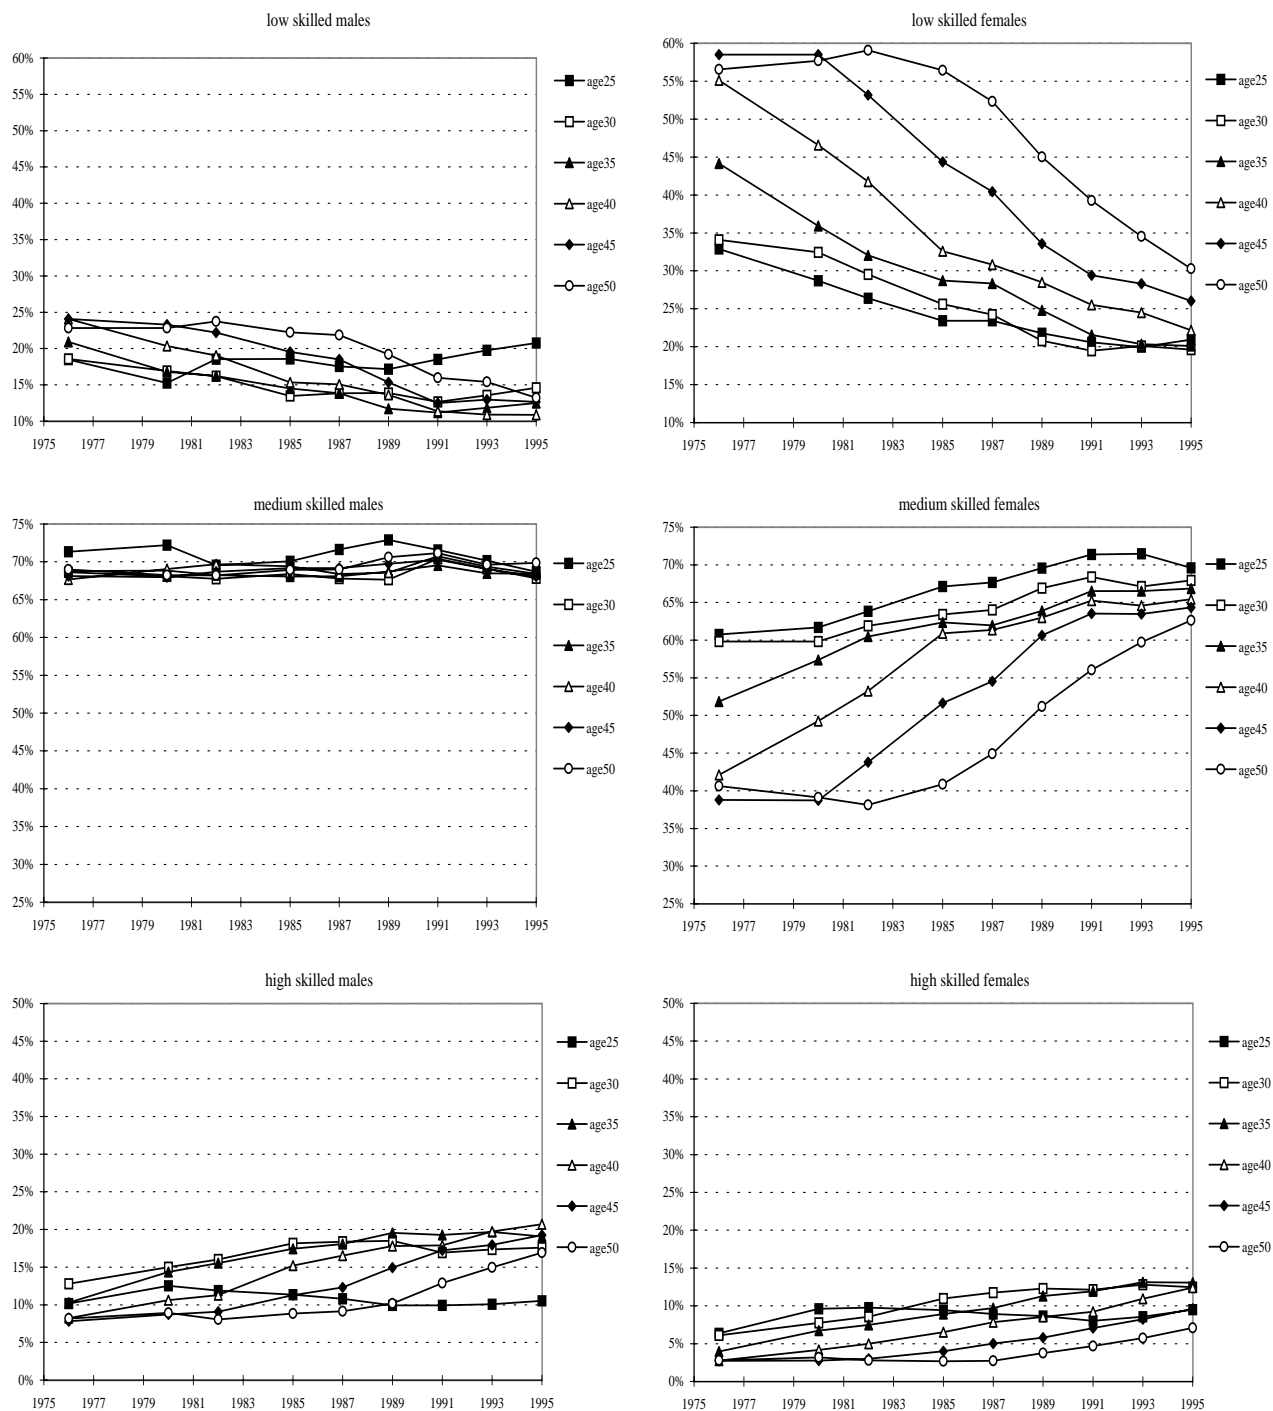 low skilled males
60%
55%
50%
45%
40%
35%
30%
25%
20%
15%
10%
1975 1977 1979 1981 1983 1985 1987 1989 1991 1993 1995
age25
age30
age35
age40
age45
age50
low skilled females
60%
55%
50%
45%
40%
35%
30%
25%
20%
15%
10%
1975 1977 1979 1981 1983 1985 1987 1989 1991 1993 1995
age25
age30
age35
age40
age45
age50
medium skilled males
75%
70%
65%
60%
55%
50%
45%
40%
35%
30%
25%
1975 1977 1979 1981 1983 1985 1987 1989 1991 1993 1995
age25
age30
age35
age40
age45
age50
medium skilled females
75%
70%
65%
60%
55%
50%
45%
40%
35%
30%
25%
1975 1977 1979 1981 1983 1985 1987 1989 1991 1993 1995
age25
age30
age35
age40
age45
age50
high skilled males
50%
45%
40%
35%
30%
25%
20%
15%
10%
5%
0%
1975 1977 1979 1981 1983 1985 1987 1989 1991 1993 1995
age25
age30
age35
age40
age45
age50
high skilled females
50%
45%
40%
35%
30%
25%
20%
15%
10%
5%
0%
1975 1977 1979 1981 1983 1985 1987 1989 1991 1993 1995
age25
age30
age35
age40
age45
age50